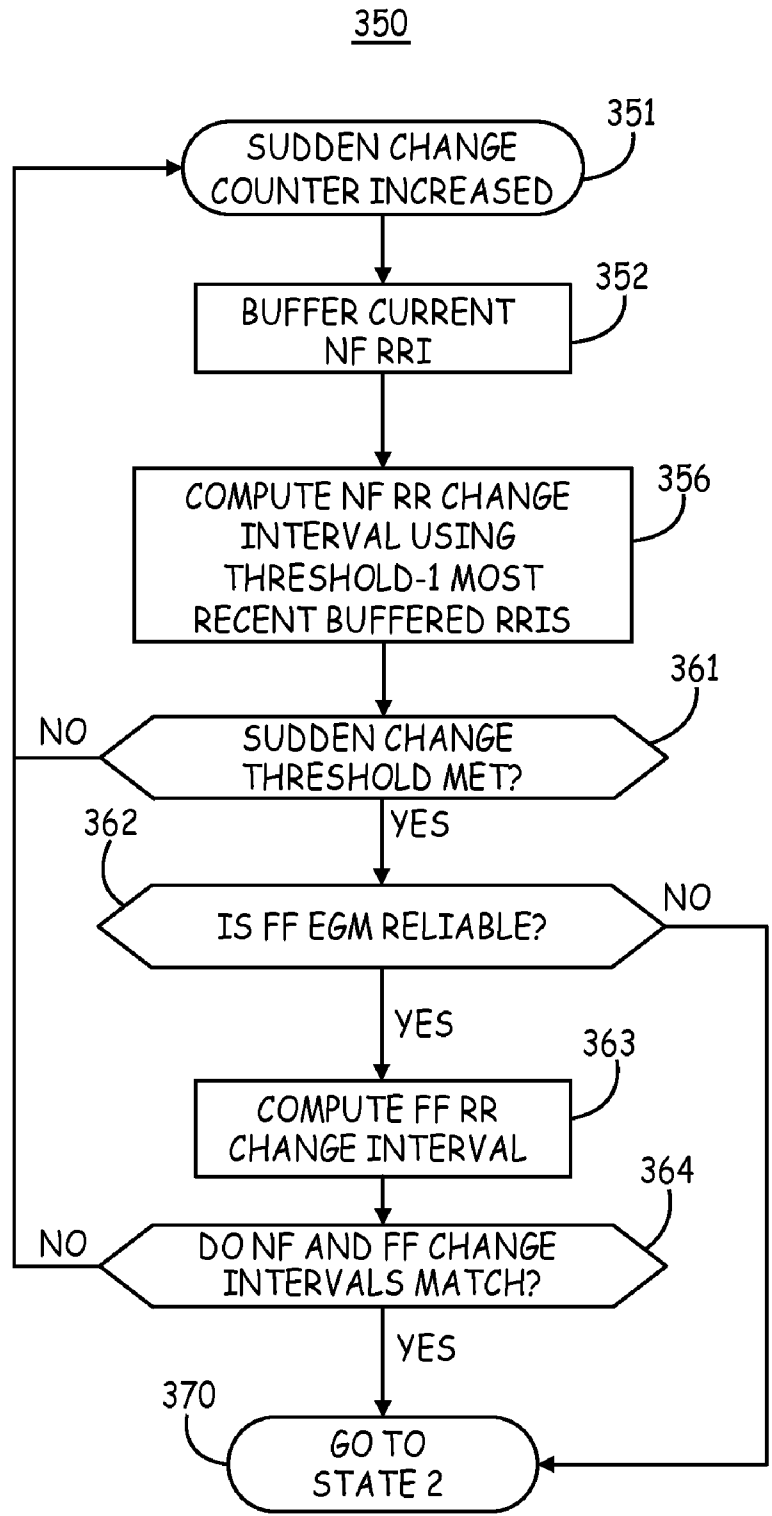 350
351
SUDDEN CHANGE
COUNTER INCREASED
352
BUFFER CURRENT
NF RRI
356
COMPUTE NF RR CHANGE
INTERVAL USING
THRESHOLD-1 MOST
RECENT BUFFERED RRIS
361
NO
SUDDEN CHANGE
THRESHOLD MET?
YES
362
NO
IS FF EGM RELIABLE?
YES
363
COMPUTE FF RR
CHANGE INTERVAL
364
NO
DO NF AND FF CHANGE
INTERVALS MATCH?
YES
370
GO TO
STATE 2